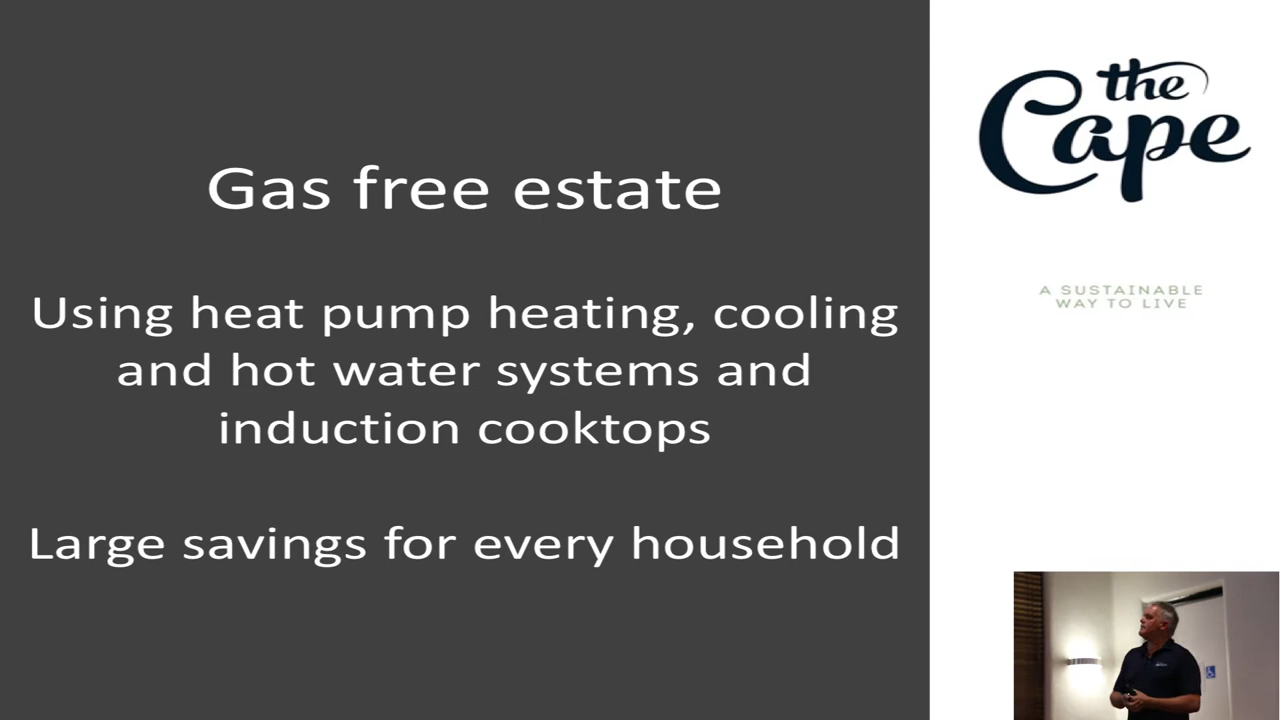 Gas free estate
Using heat pump heating, cooling
and hot water systems and
induction cooktops
Large savings for every household
the
Cape
A SUSTAINABLE
WAY TO LIVE